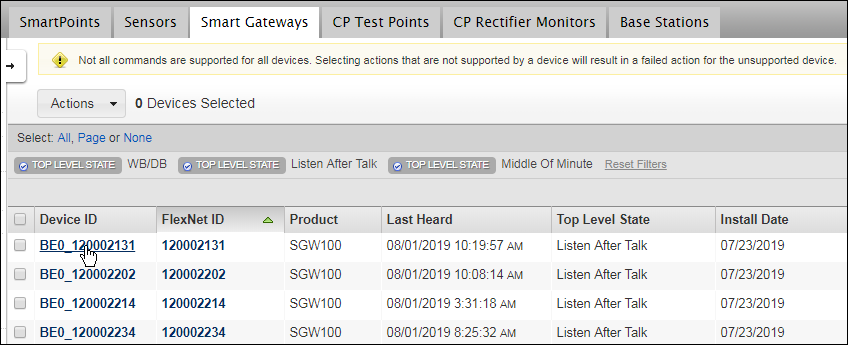 SmartPoints Sensors Smart Gateways CP Test Points CP Rectifier Monitors Base Stations
Not all commands are supported for all devices. Selecting actions that are not supported by a device will result in a failed action for the unsupported device.
Actions 0 Devices Selected
Select: All, Page or None
TOP LEVEL STATE WB/DB TOP LEVEL STATE Listen After Talk TOP LEVEL STATE Middle Of Minute Reset Filters
Device ID FlexNet ID Product Last Heard Top Level State Install Date
BE0_120002131 120002131 SGW100 08/01/2019 10:19:57 AM Listen After Talk 07/23/2019
BE0_120002202 120002202 SGW100 08/01/2019 10:08:14 AM Listen After Talk 07/23/2019
BE0_120002214 120002214 SGW100 08/01/2019 3:31:18 AM Listen After Talk 07/23/2019
BE0_120002234 120002234 SGW100 08/01/2019 8:25:32 AM Listen After Talk 07/23/2019